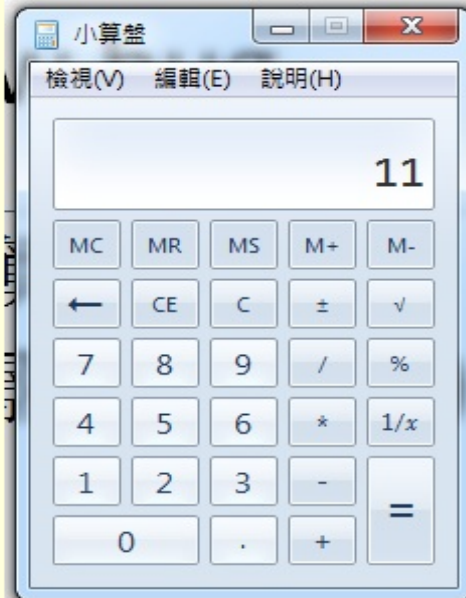 小算盤
檢視(V) 編輯(E) 說明(H)
11
MC MR MS M+ M-
← CE C ± √
7 8 9 / %
4 5 6 * 1/x
1 2 3 - =
0 . +